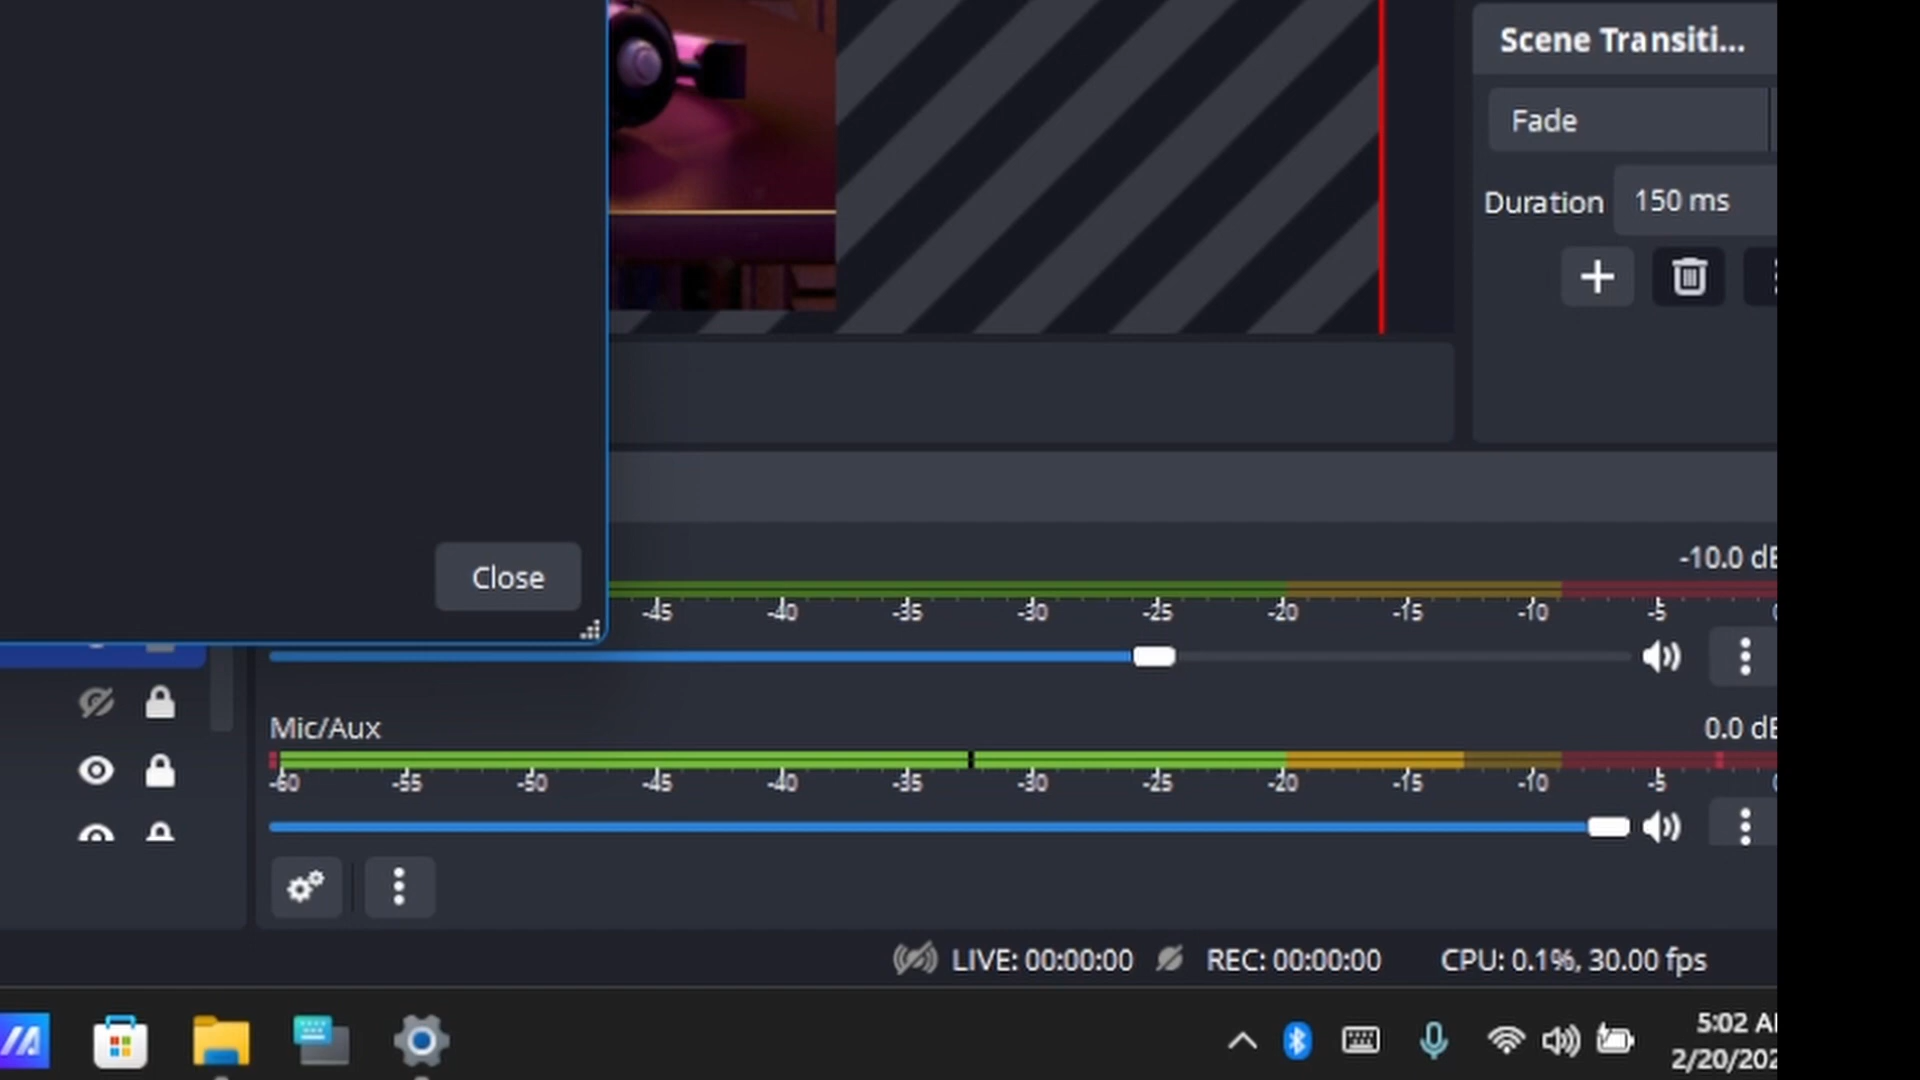 Scene Transiti...
Fade
Duration 150 ms
Close
-10.0 dB
-45 -40 -35 -30 -25 -20 -15 -10 -5
Mic/Aux 0.0 dB
-60 -55 -50 -45 -40 -35 -30 -25 -20 -15 -10 -5
LIVE: 00:00:00 REC: 00:00:00 CPU: 0.1%, 30.00 fps
5:02 A
2/20/202